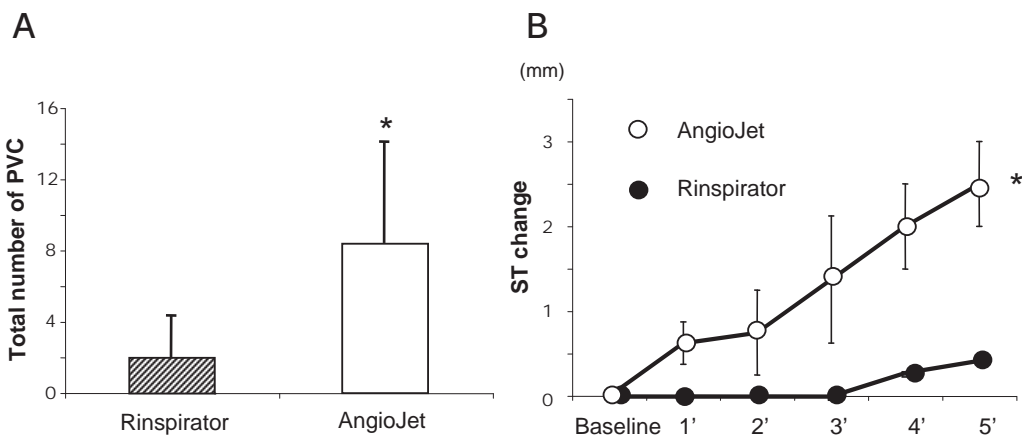 A
Total number of PVC
16
12
8
4
0
*
Rinspirator
AngioJet
B
(mm)
ST change
3
2
1
0
AngioJet
Rinspirator
*
Baseline 1’ 2’ 3’ 4’ 5’